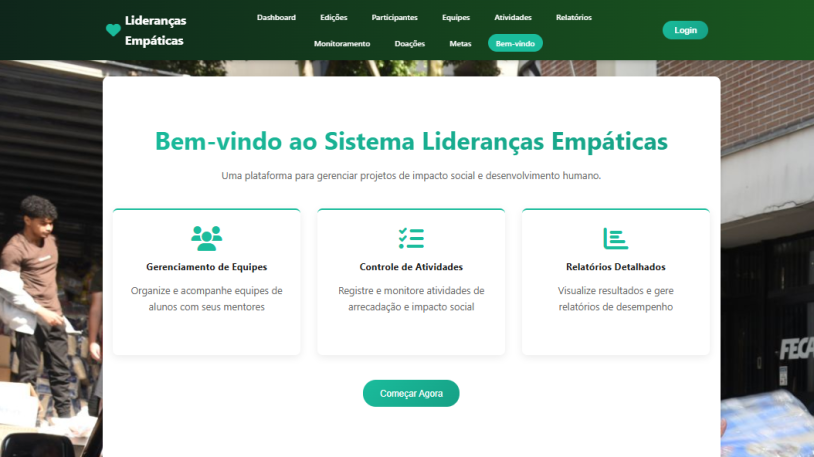 Lideranças
Empáticas
Dashboard Edições Participantes Equipes Atividades Relatórios
Monitoramento Doações Metas Bem-vindo
Login
Bem-vindo ao Sistema Lideranças Empáticas
Uma plataforma para gerenciar projetos de impacto social e desenvolvimento humano.
Gerenciamento de Equipes
Organize e acompanhe equipes de
alunos com seus mentores
Controle de Atividades
Registre e monitore atividades de
arrecadação e impacto social
Relatórios Detalhados
Visualize resultados e gere
relatórios de desempenho
Começar Agora
FECA